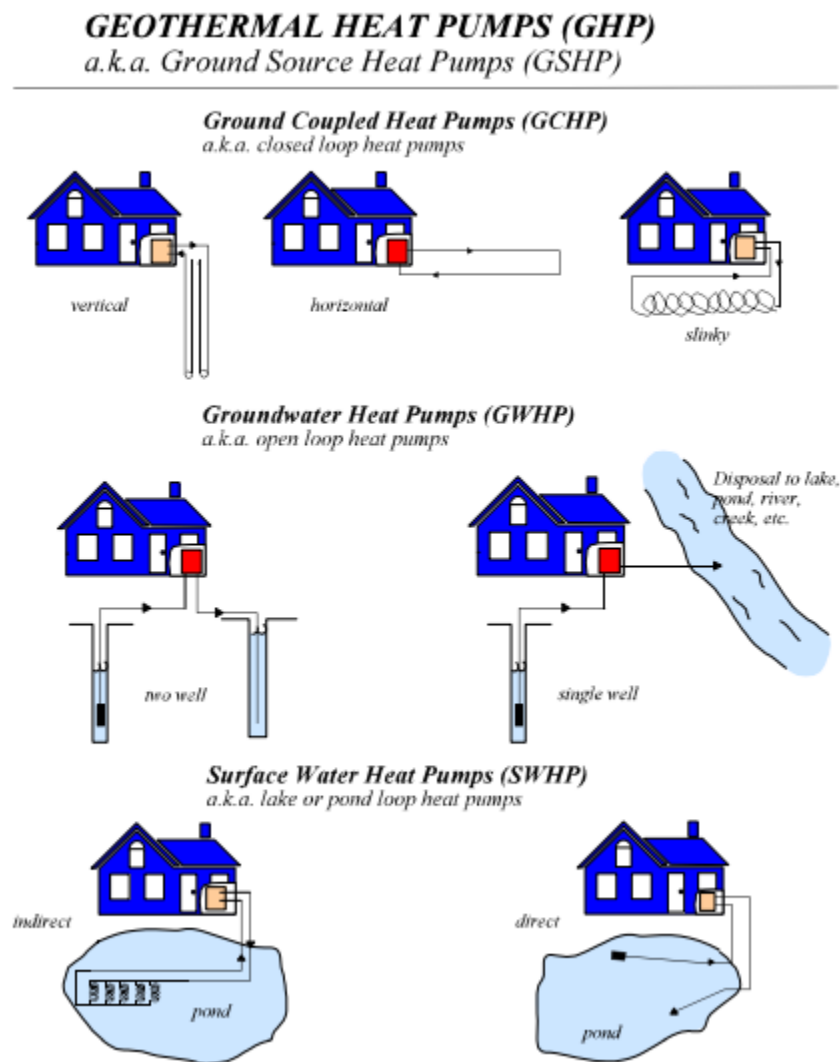 GEOTHERMAL HEAT PUMPS (GHP)
a.k.a. Ground Source Heat Pumps (GSHP)
Ground Coupled Heat Pumps (GCHP)
a.k.a. closed loop heat pumps
vertical
horizontal
slinky
Groundwater Heat Pumps (GWHP)
a.k.a. open loop heat pumps
Disposal to lake,
pond, river,
creek, etc.
two well
single well
Surface Water Heat Pumps (SWHP)
a.k.a. lake or pond loop heat pumps
indirect
direct
pond
pond